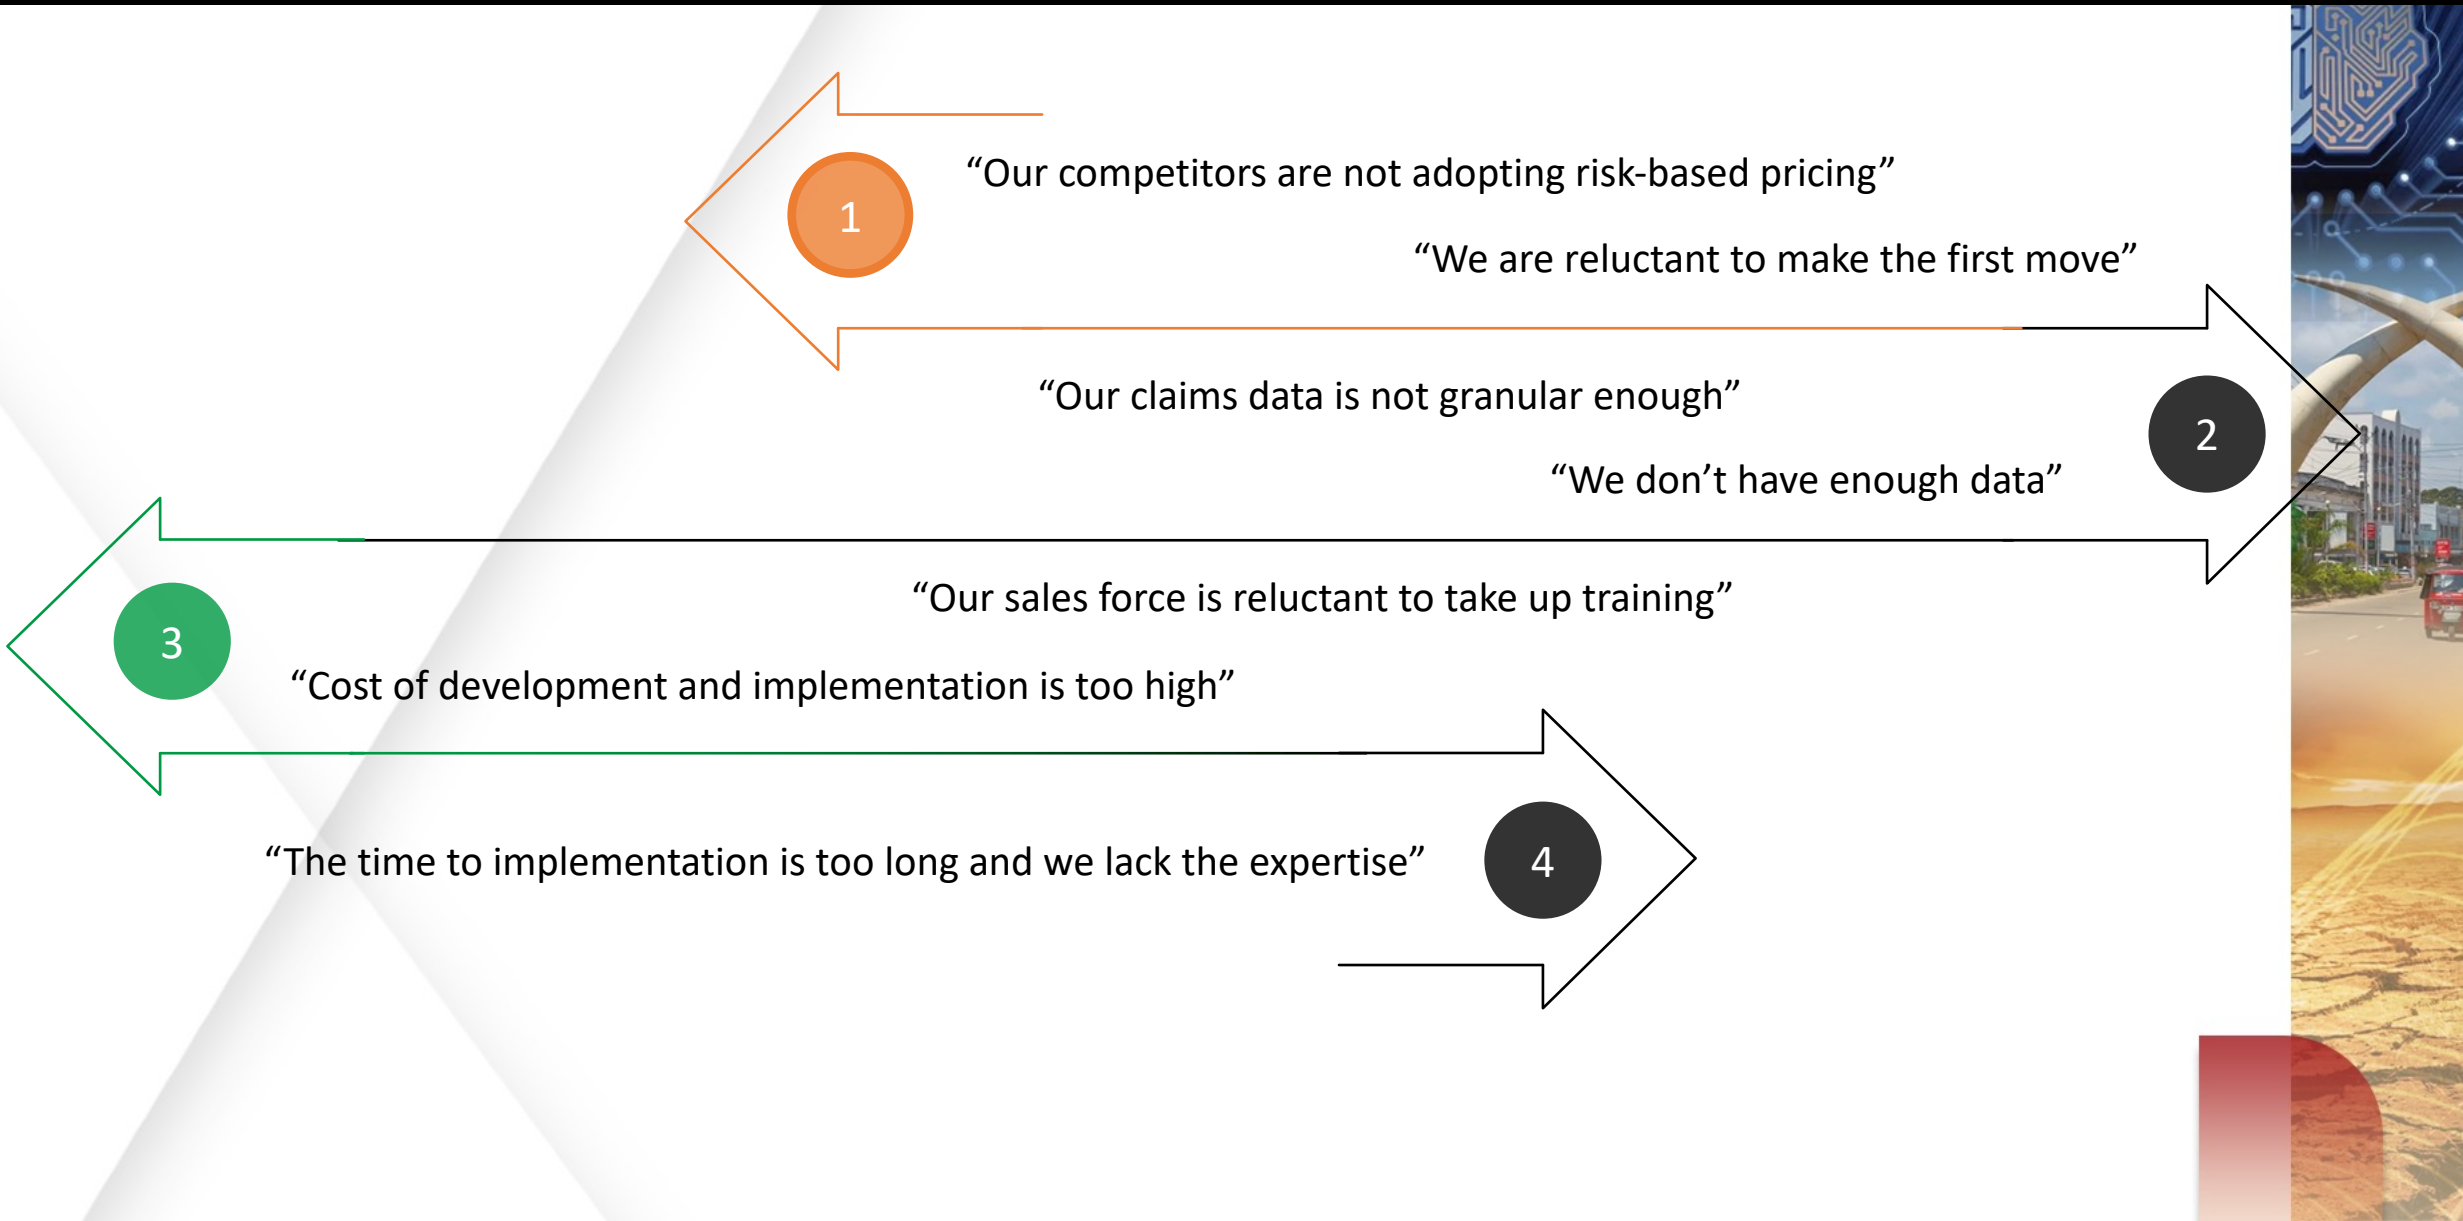 “Our competitors are not adopting risk-based pricing”
1
“We are reluctant to make the first move”
“Our claims data is not granular enough”
2
“We don’t have enough data”
“Our sales force is reluctant to take up training”
3
“Cost of development and implementation is too high”
“The time to implementation is too long and we lack the expertise”
4